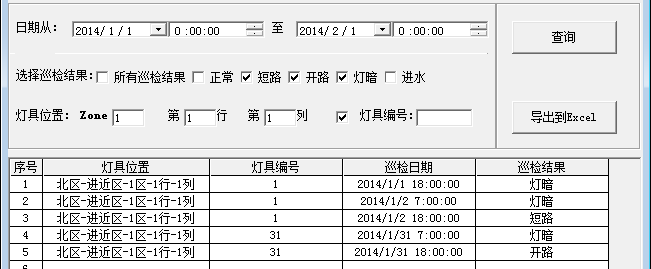 日期从: 2014/ 1 / 1 0 :00:00 至 2014/ 2 / 1 0 :00:00 查询
选择巡检结果: 所有巡检结果 正常 短路 开路 灯暗 进水
灯具位置: Zone 1 第 1 行 第 1 列 灯具编号: 导出到Excel
序号 灯具位置 灯具编号 巡检日期 巡检结果
1 北区-进近区-1区-1行-1列 1 2014/1/1 18:00:00 灯暗
2 北区-进近区-1区-1行-1列 1 2014/1/2 7:00:00 灯暗
3 北区-进近区-1区-1行-1列 1 2014/1/2 18:00:00 短路
4 北区-进近区-1区-1行-1列 31 2014/1/31 7:00:00 灯暗
5 北区-进近区-1区-1行-1列 31 2014/1/31 18:00:00 开路